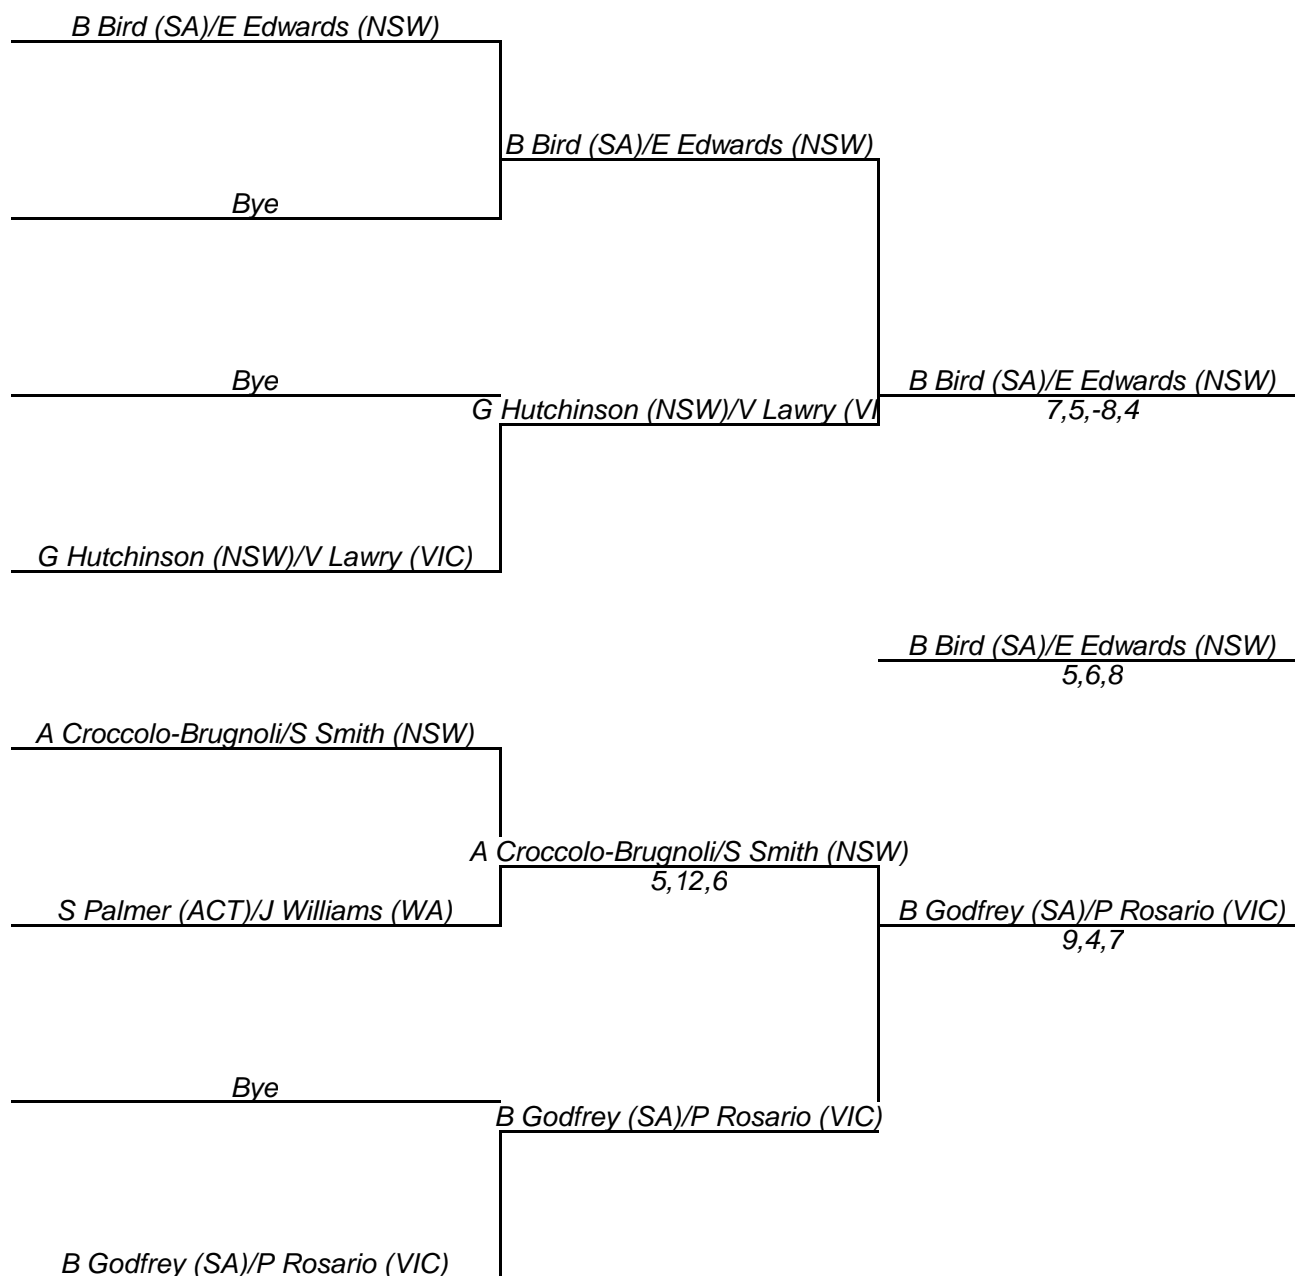 B Bird (SA)/E Edwards (NSW)
B Bird (SA)/E Edwards (NSW)
Bye
Bye
B Bird (SA)/E Edwards (NSW)
G Hutchinson (NSW)/V Lawry (VI
7,5,-8,4
G Hutchinson (NSW)/V Lawry (VIC)
B Bird (SA)/E Edwards (NSW)
5,6,8
A Croccolo-Brugnoli/S Smith (NSW)
A Croccolo-Brugnoli/S Smith (NSW)
5,12,6
S Palmer (ACT)/J Williams (WA)
B Godfrey (SA)/P Rosario (VIC)
9,4,7
Bye
B Godfrey (SA)/P Rosario (VIC)
B Godfrey (SA)/P Rosario (VIC)